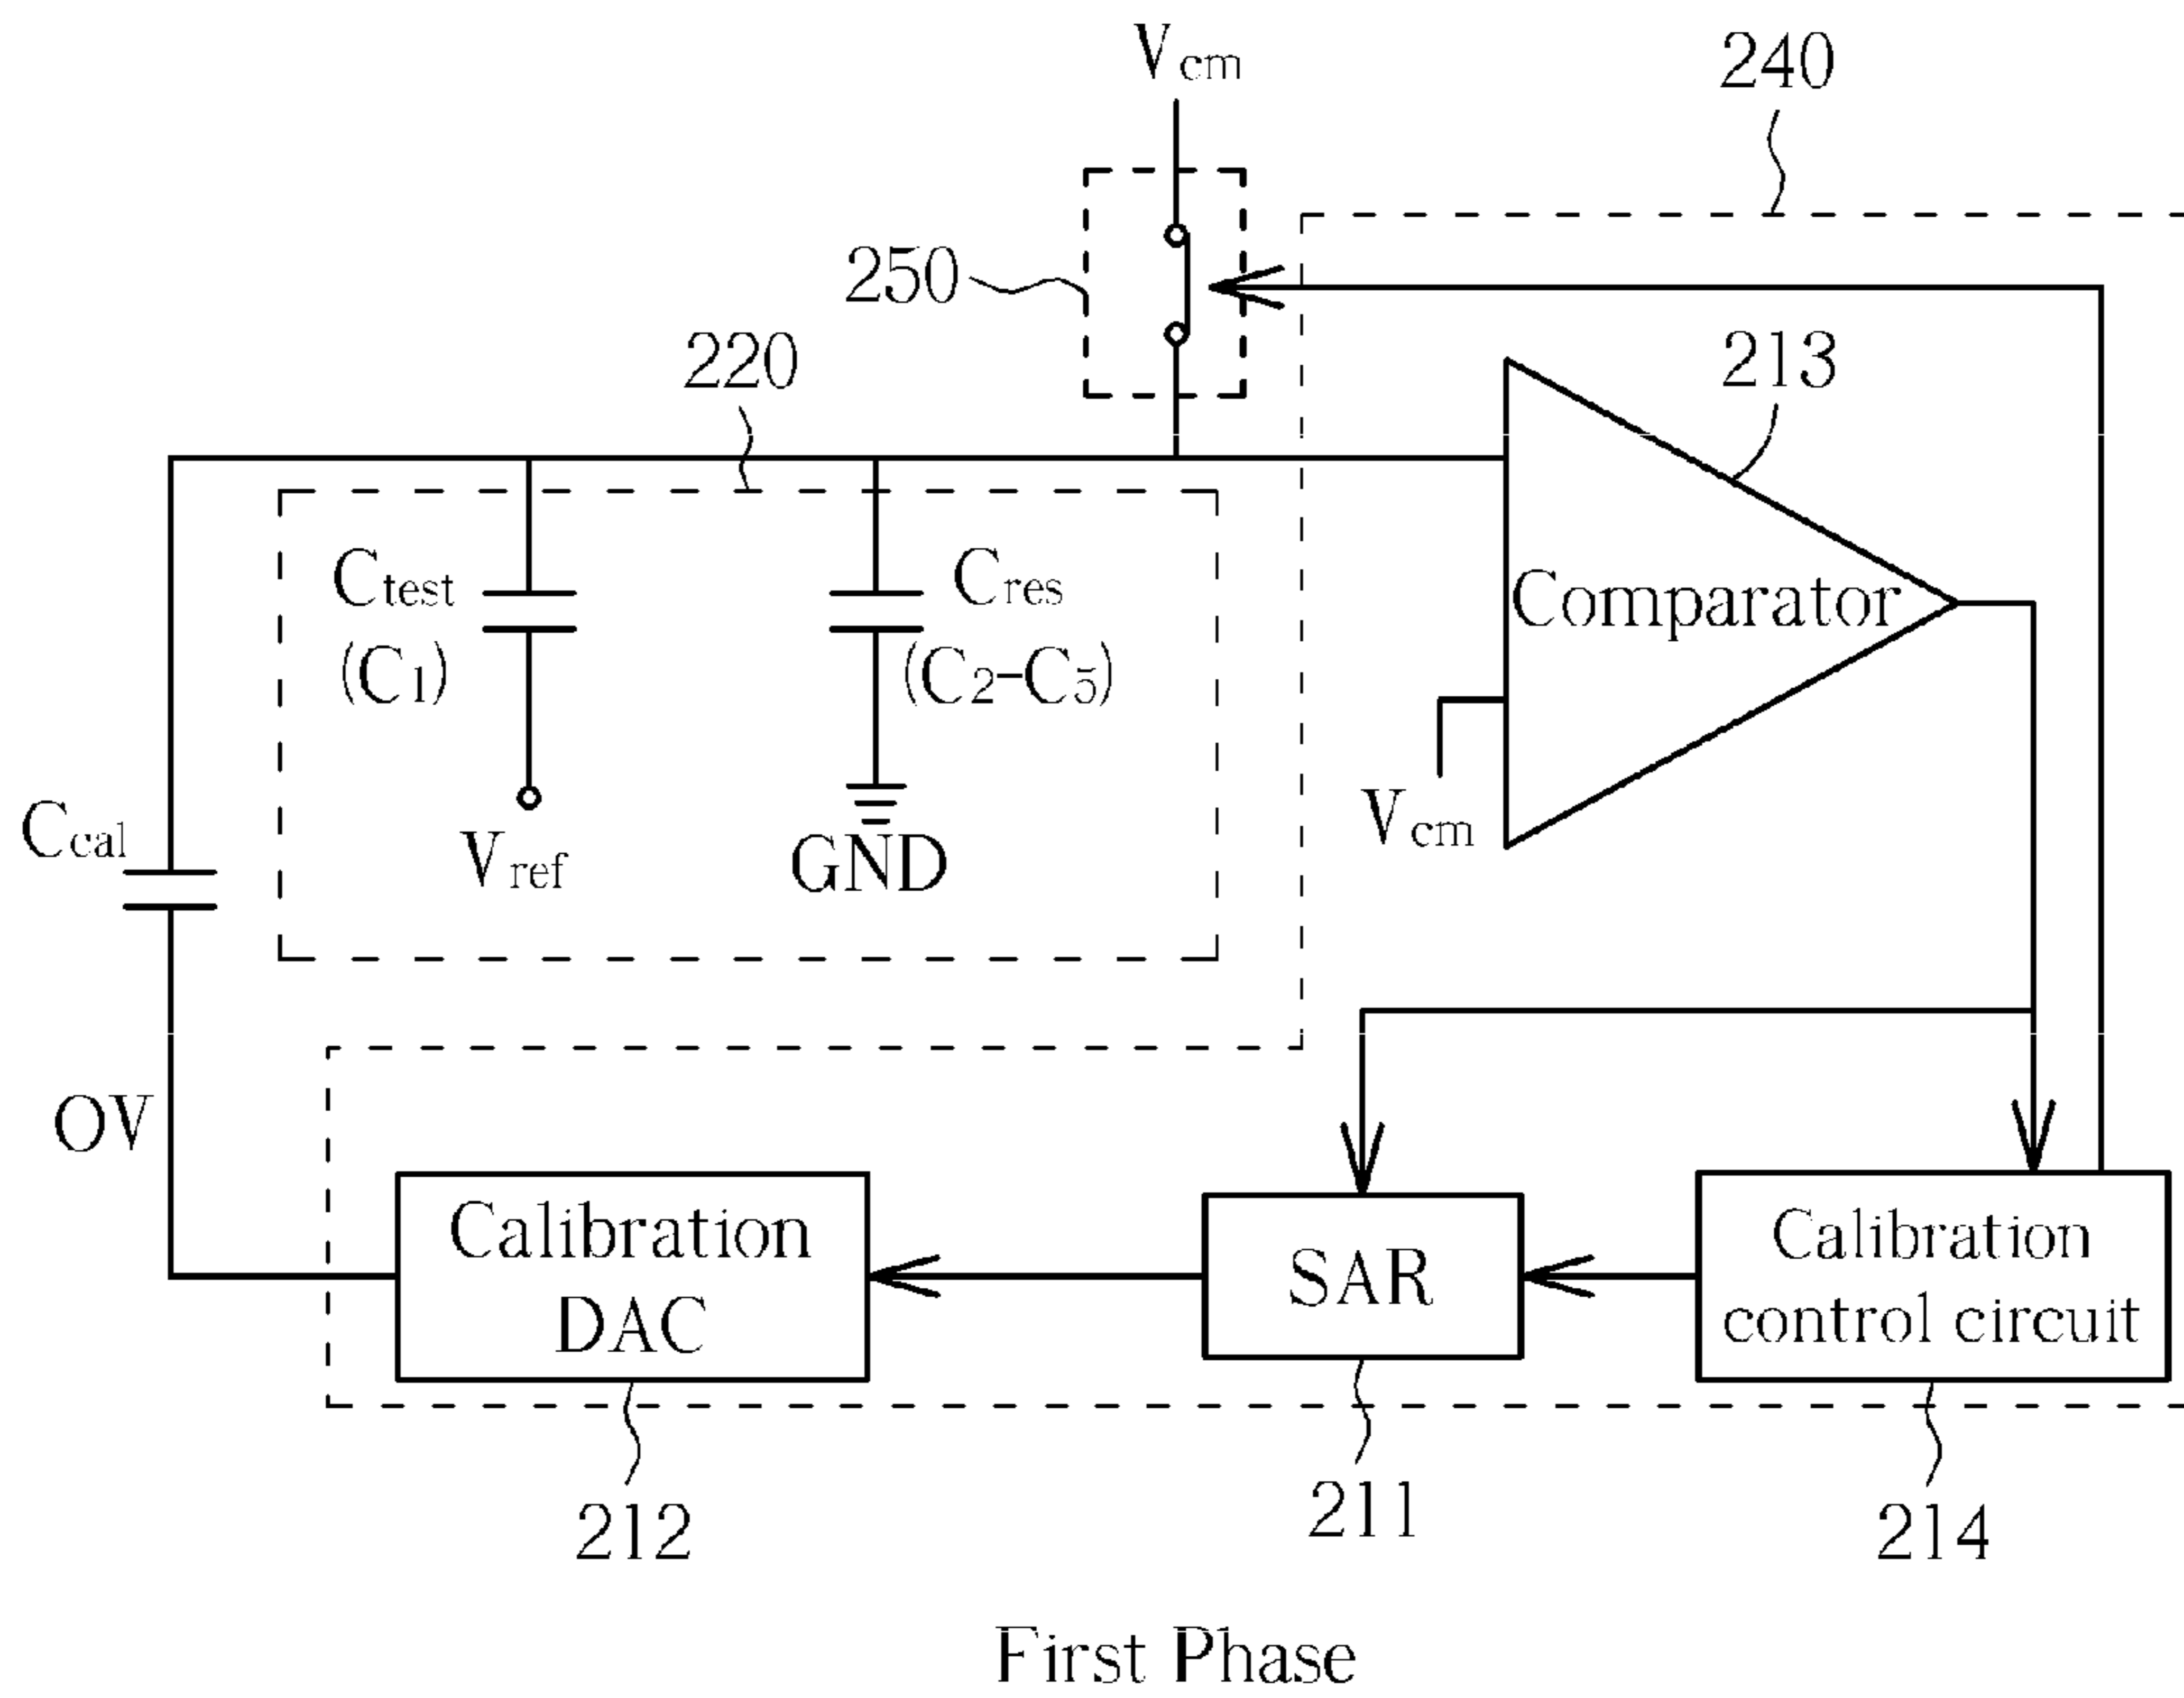 Vcm
240
250
220
213
Ctest
(C1)
Cres
(C2-C5)
Comparator
Vcm
Ccal
Vref
GND
0V
Calibration
DAC
SAR
Calibration
control circuit
212
211
214
First Phase